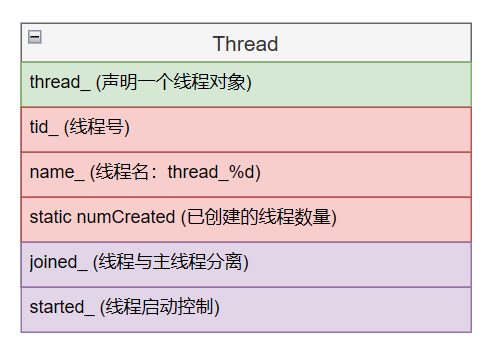 Thread
thread_ (声明一个线程对象)
tid_ (线程号)
name_ (线程名：thread_%d)
static numCreated (已创建的线程数量)
joined_ (线程与主线程分离)
started_ (线程启动控制)